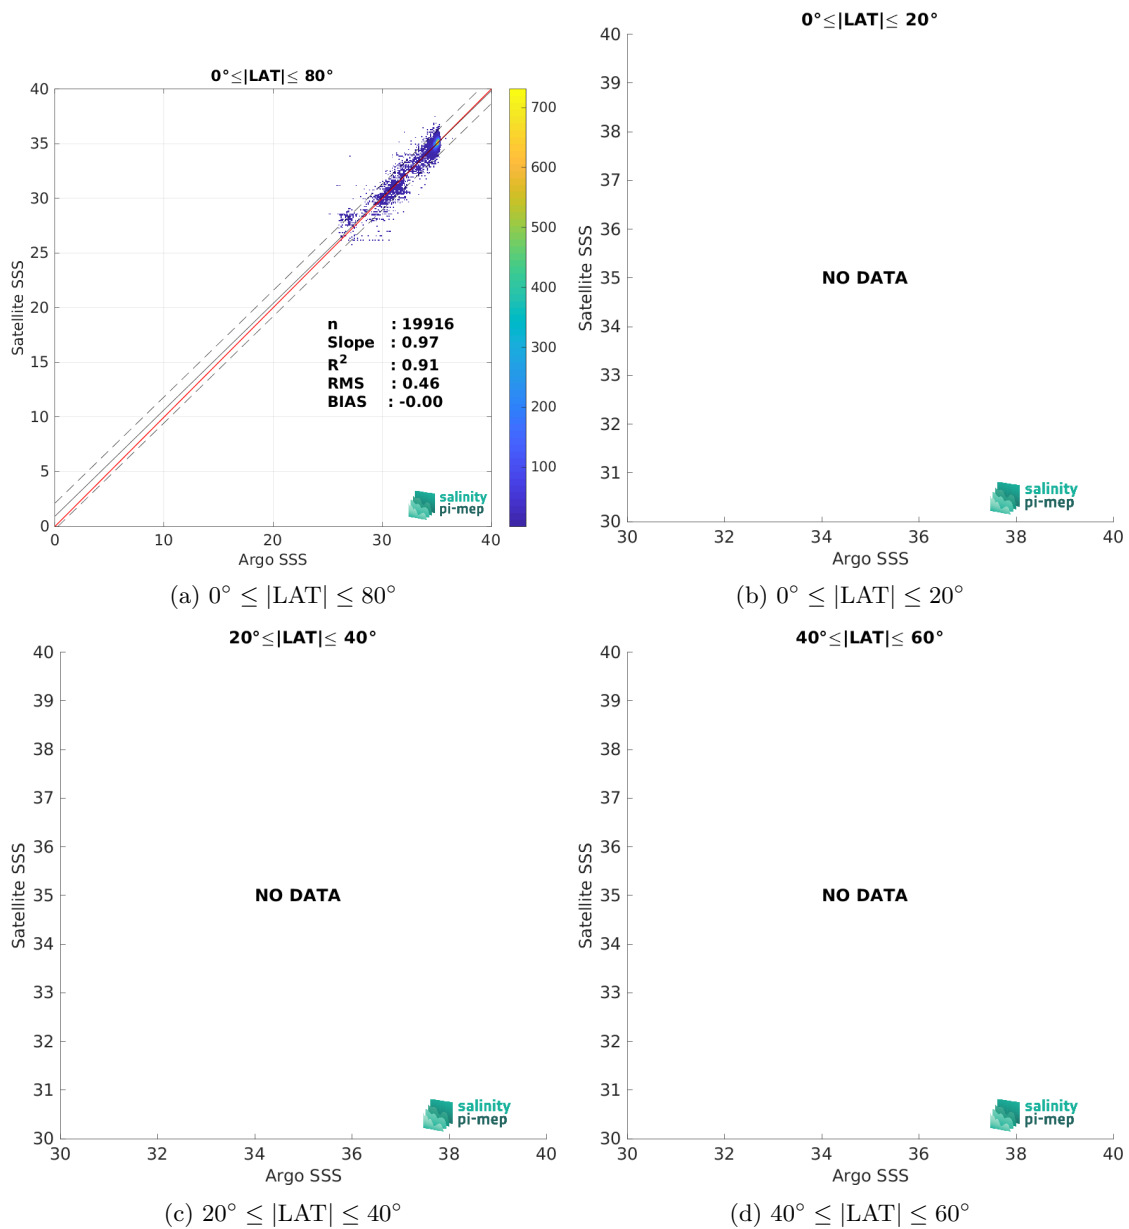 0°≤|LAT|≤ 80°
40
35
30
25
20
15
10
5
0
0
10
20
30
40
Satellite SSS
Argo SSS
n : 19916
Slope : 0.97
R² : 0.91
RMS : 0.46
BIAS : -0.00
700
600
500
400
300
200
100
salinity
pi-mep
(a) 0° ≤ |LAT| ≤ 80°
0°≤|LAT|≤ 20°
40
39
38
37
36
35
34
33
32
31
30
30
32
34
36
38
40
Satellite SSS
Argo SSS
NO DATA
salinity
pi-mep
(b) 0° ≤ |LAT| ≤ 20°
20°≤|LAT|≤ 40°
40
39
38
37
36
35
34
33
32
31
30
30
32
34
36
38
40
Satellite SSS
Argo SSS
NO DATA
salinity
pi-mep
(c) 20° ≤ |LAT| ≤ 40°
40°≤|LAT|≤ 60°
40
39
38
37
36
35
34
33
32
31
30
30
32
34
36
38
40
Satellite SSS
Argo SSS
NO DATA
salinity
pi-mep
(d) 40° ≤ |LAT| ≤ 60°